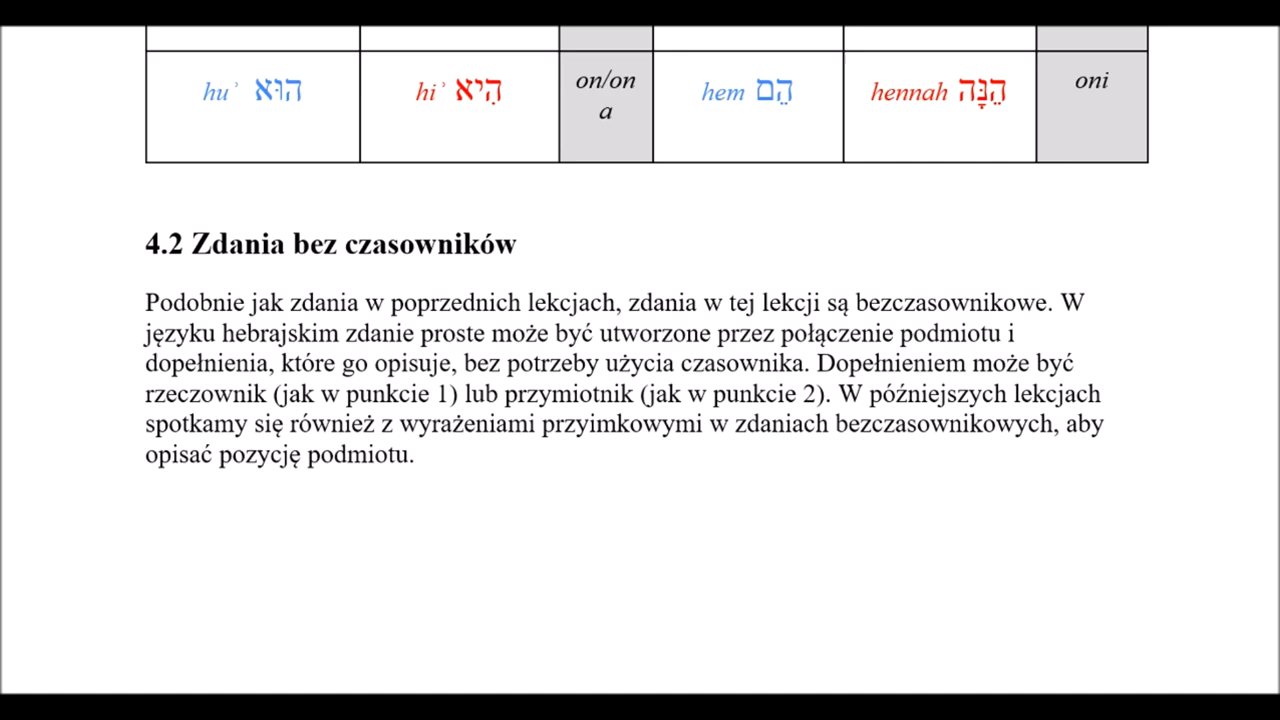 huʾ הוּא
hiʾ הִיא
on/on
a
hem הֵם
hennah הֵנָּה
oni
4.2 Zdania bez czasowników
Podobnie jak zdania w poprzednich lekcjach, zdania w tej lekcji są bezczasownikowe. W
języku hebrajskim zdanie proste może być utworzone przez połączenie podmiotu i
dopełnienia, które go opisuje, bez potrzeby użycia czasownika. Dopełnieniem może być
rzeczownik (jak w punkcie 1) lub przymiotnik (jak w punkcie 2). W późniejszych lekcjach
spotkamy się również z wyrażeniami przyimkowymi w zdaniach bezczasownikowych, aby
opisać pozycję podmiotu.